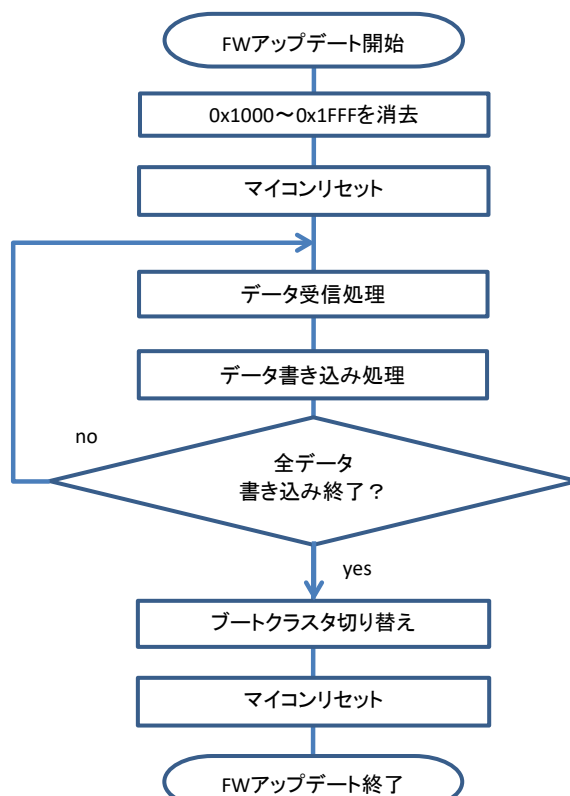 FWアップデート開始
0x1000～0x1FFFを消去
マイコンリセット
データ受信処理
データ書き込み処理
no
全データ
書き込み終了？
yes
ブートクラスタ切り替え
マイコンリセット
FWアップデート終了